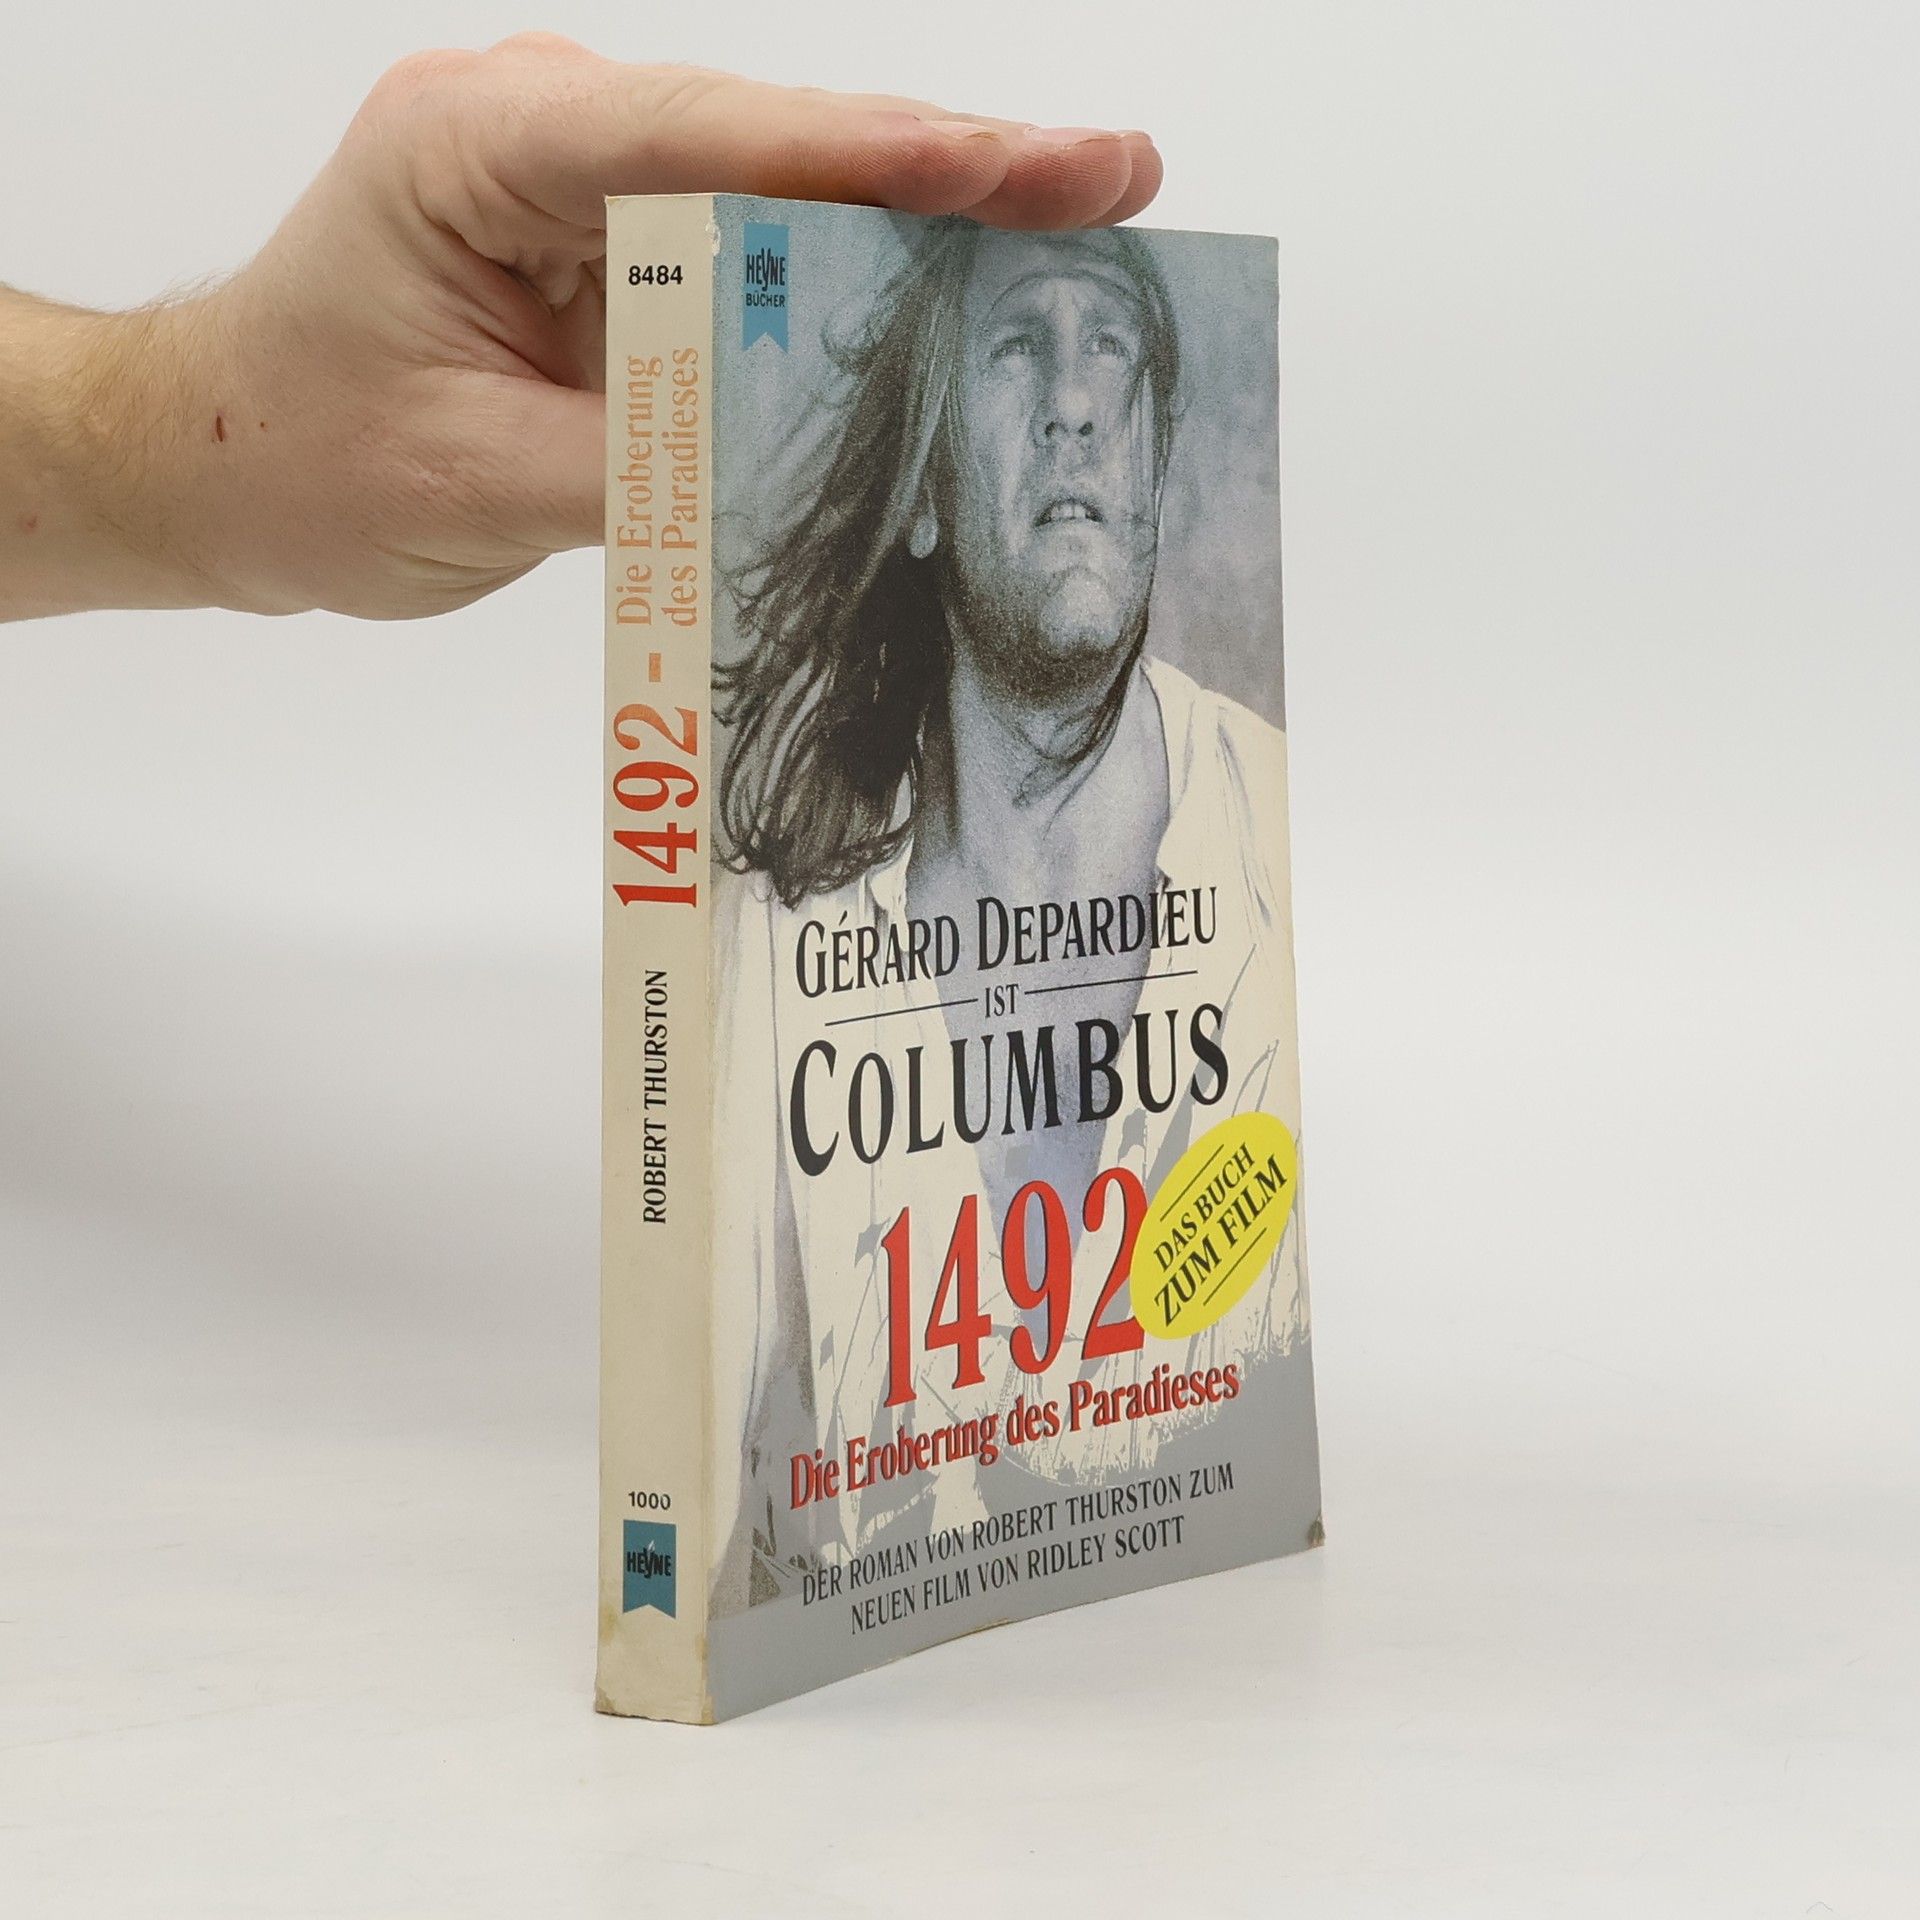 8484
Die Eroberung
des Paradieses
1492 -
ROBERT THURSTON
1000
HEYNE
HEYNE
BÜCHER
GÉRARD DEPARDIEU
IST
COLUMBUS
1492
DAS BUCH
ZUM FILM
Die Eroberung des Paradieses
DER ROMAN VON ROBERT THURSTON ZUM
NEUEN FILM VON RIDLEY SCOTT